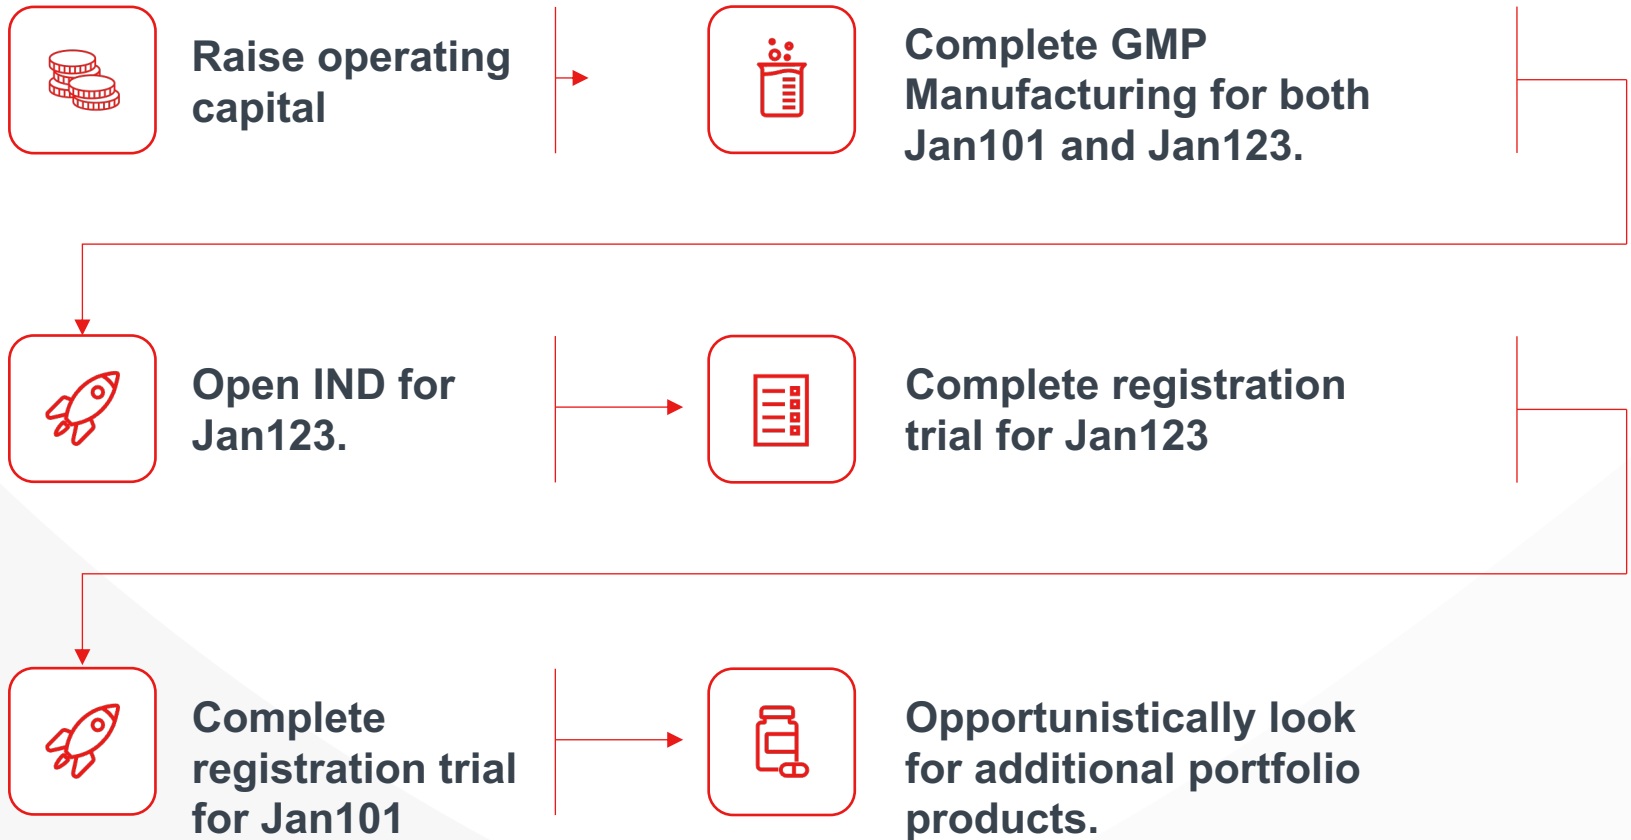 Raise operating
capital
Complete GMP
Manufacturing for both
Jan101 and Jan123.
Open IND for
Jan123.
Complete registration
trial for Jan123
Complete
registration trial
for Jan101
Opportunistically look
for additional portfolio
products.